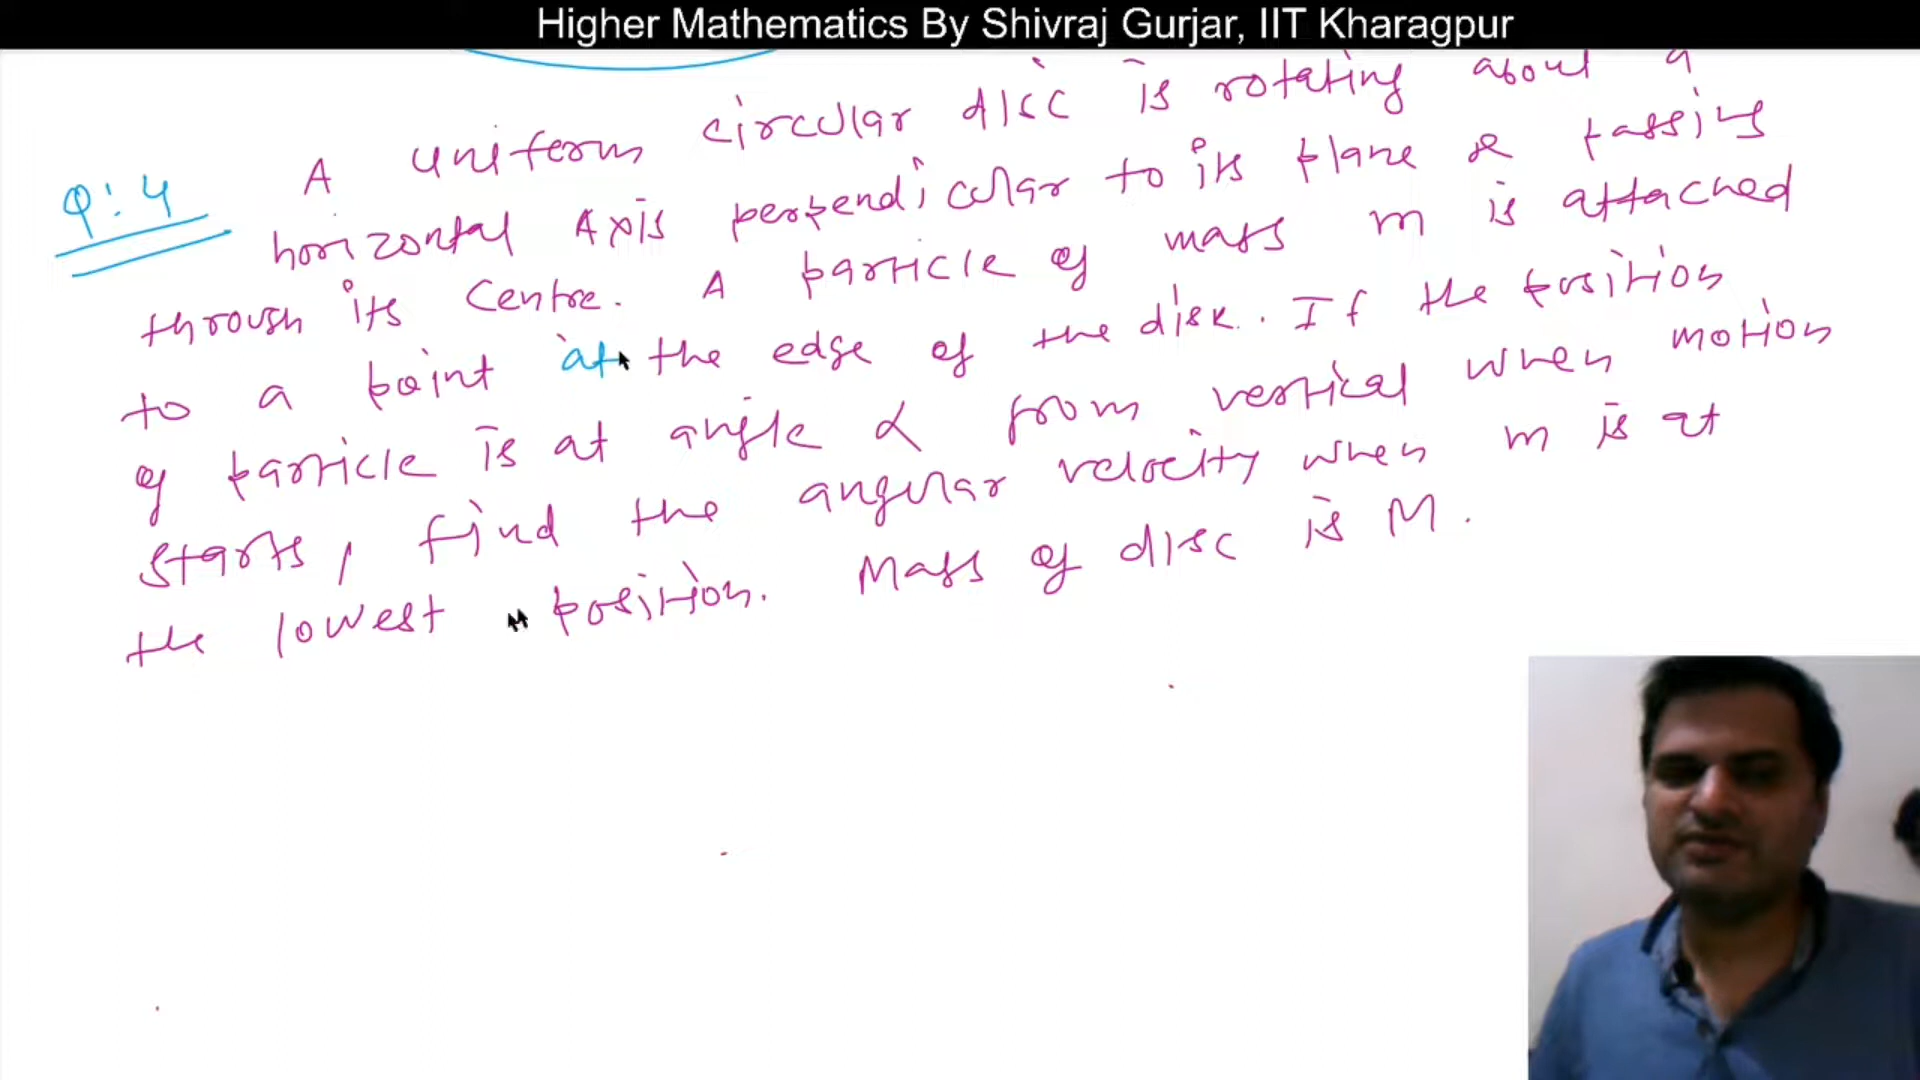 Higher Mathematics By Shivraj Gurjar, IIT Kharagpur
Q:4 A uniform circular disc is rotating about a
horizontal Axis perpendicular to its plane & passing
through its Centre. A particle of mass m is attached
to a point at the edge of the disk. If the position
of particle is at angle α from vertical when motion
starts, find the angular velocity when m is at
the lowest position. Mass of disc is M.